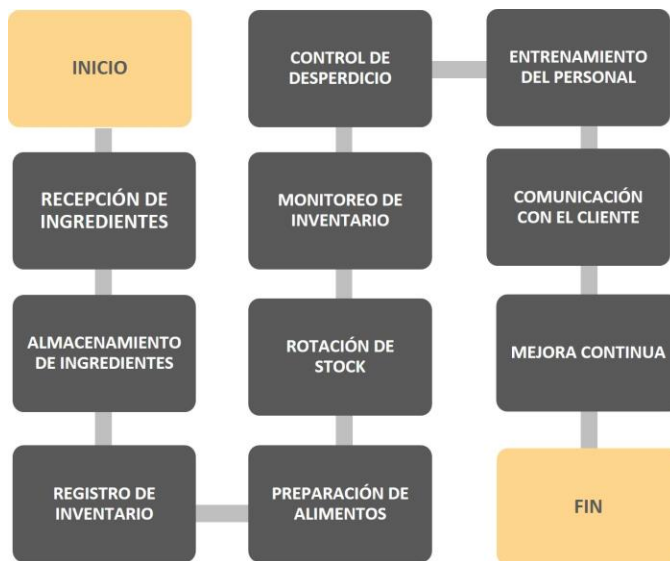 INICIO
RECEPCIÓN DE
INGREDIENTES
ALMACENAMIENTO
DE INGREDIENTES
REGISTRO DE
INVENTARIO
PREPARACIÓN DE
ALIMENTOS
ROTACIÓN DE
STOCK
MONITOREO DE
INVENTARIO
CONTROL DE
DESPERDICIO
ENTRENAMIENTO
DEL PERSONAL
COMUNICACIÓN
CON EL CLIENTE
MEJORA CONTINUA
FIN